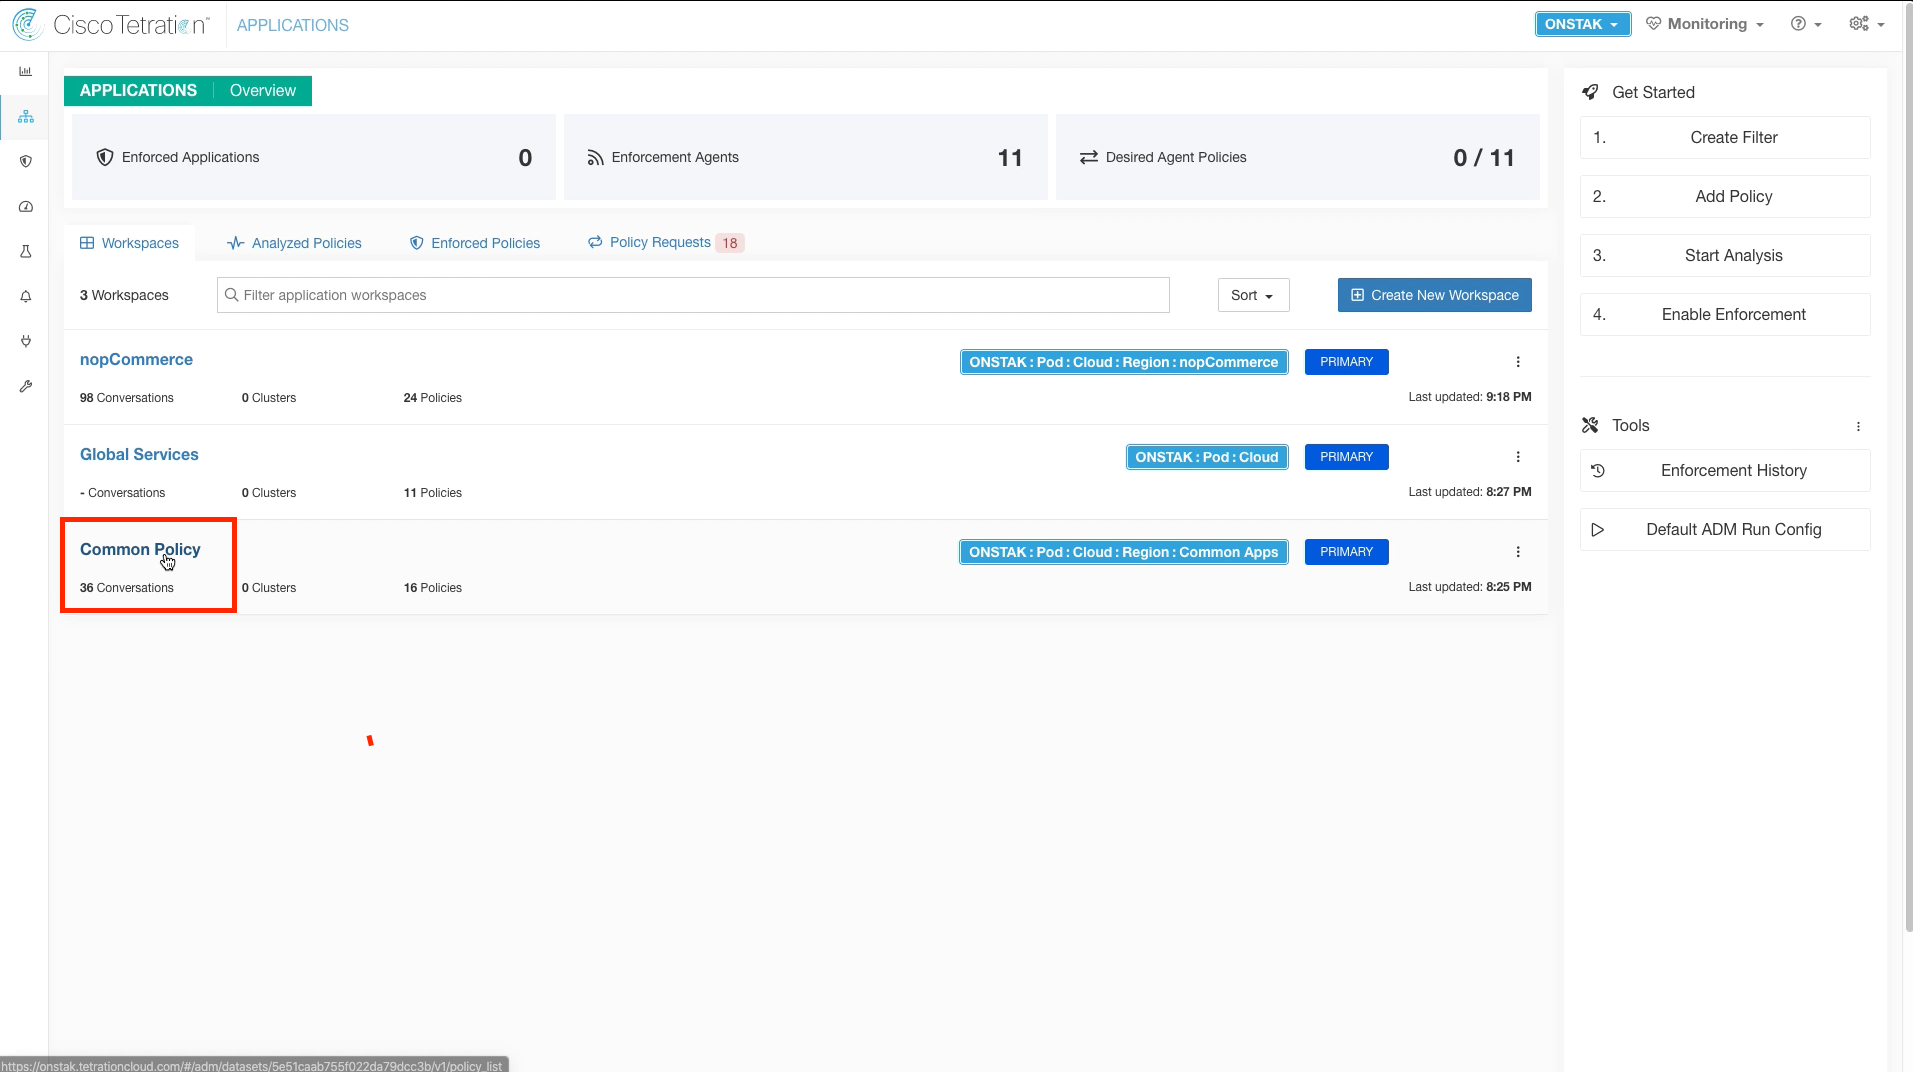 Cisco Tetration™ APPLICATIONS ONSTAK Monitoring
APPLICATIONS Overview
Enforced Applications 0
Enforcement Agents 11
Desired Agent Policies 0 / 11
Workspaces Analyzed Policies Enforced Policies Policy Requests 18
3 Workspaces Filter application workspaces Sort Create New Workspace
nopCommerce ONSTAK : Pod : Cloud : Region : nopCommerce PRIMARY
98 Conversations 0 Clusters 24 Policies Last updated: 9:18 PM
Global Services ONSTAK : Pod : Cloud PRIMARY
- Conversations 0 Clusters 11 Policies Last updated: 8:27 PM
Common Policy ONSTAK : Pod : Cloud : Region : Common Apps PRIMARY
36 Conversations 0 Clusters 16 Policies Last updated: 8:25 PM
Get Started
1. Create Filter
2. Add Policy
3. Start Analysis
4. Enable Enforcement
Tools
Enforcement History
Default ADM Run Config
https://onstak.tetrationcloud.com/#/adm/datasets/5e51caab755f022da79dcc3b/v1/policy_list